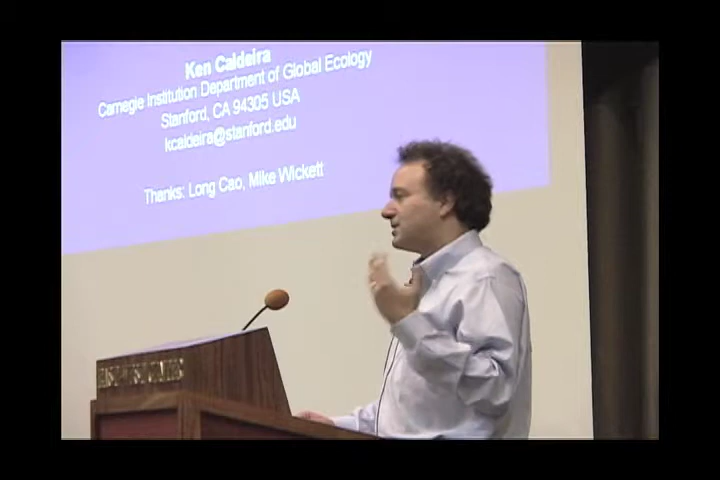 Ken Caldeira
Carnegie Institution Department of Global Ecology
Stanford, CA 94305 USA
kcaldeira@stanford.edu
Thanks: Long Cao, Mike Wickett